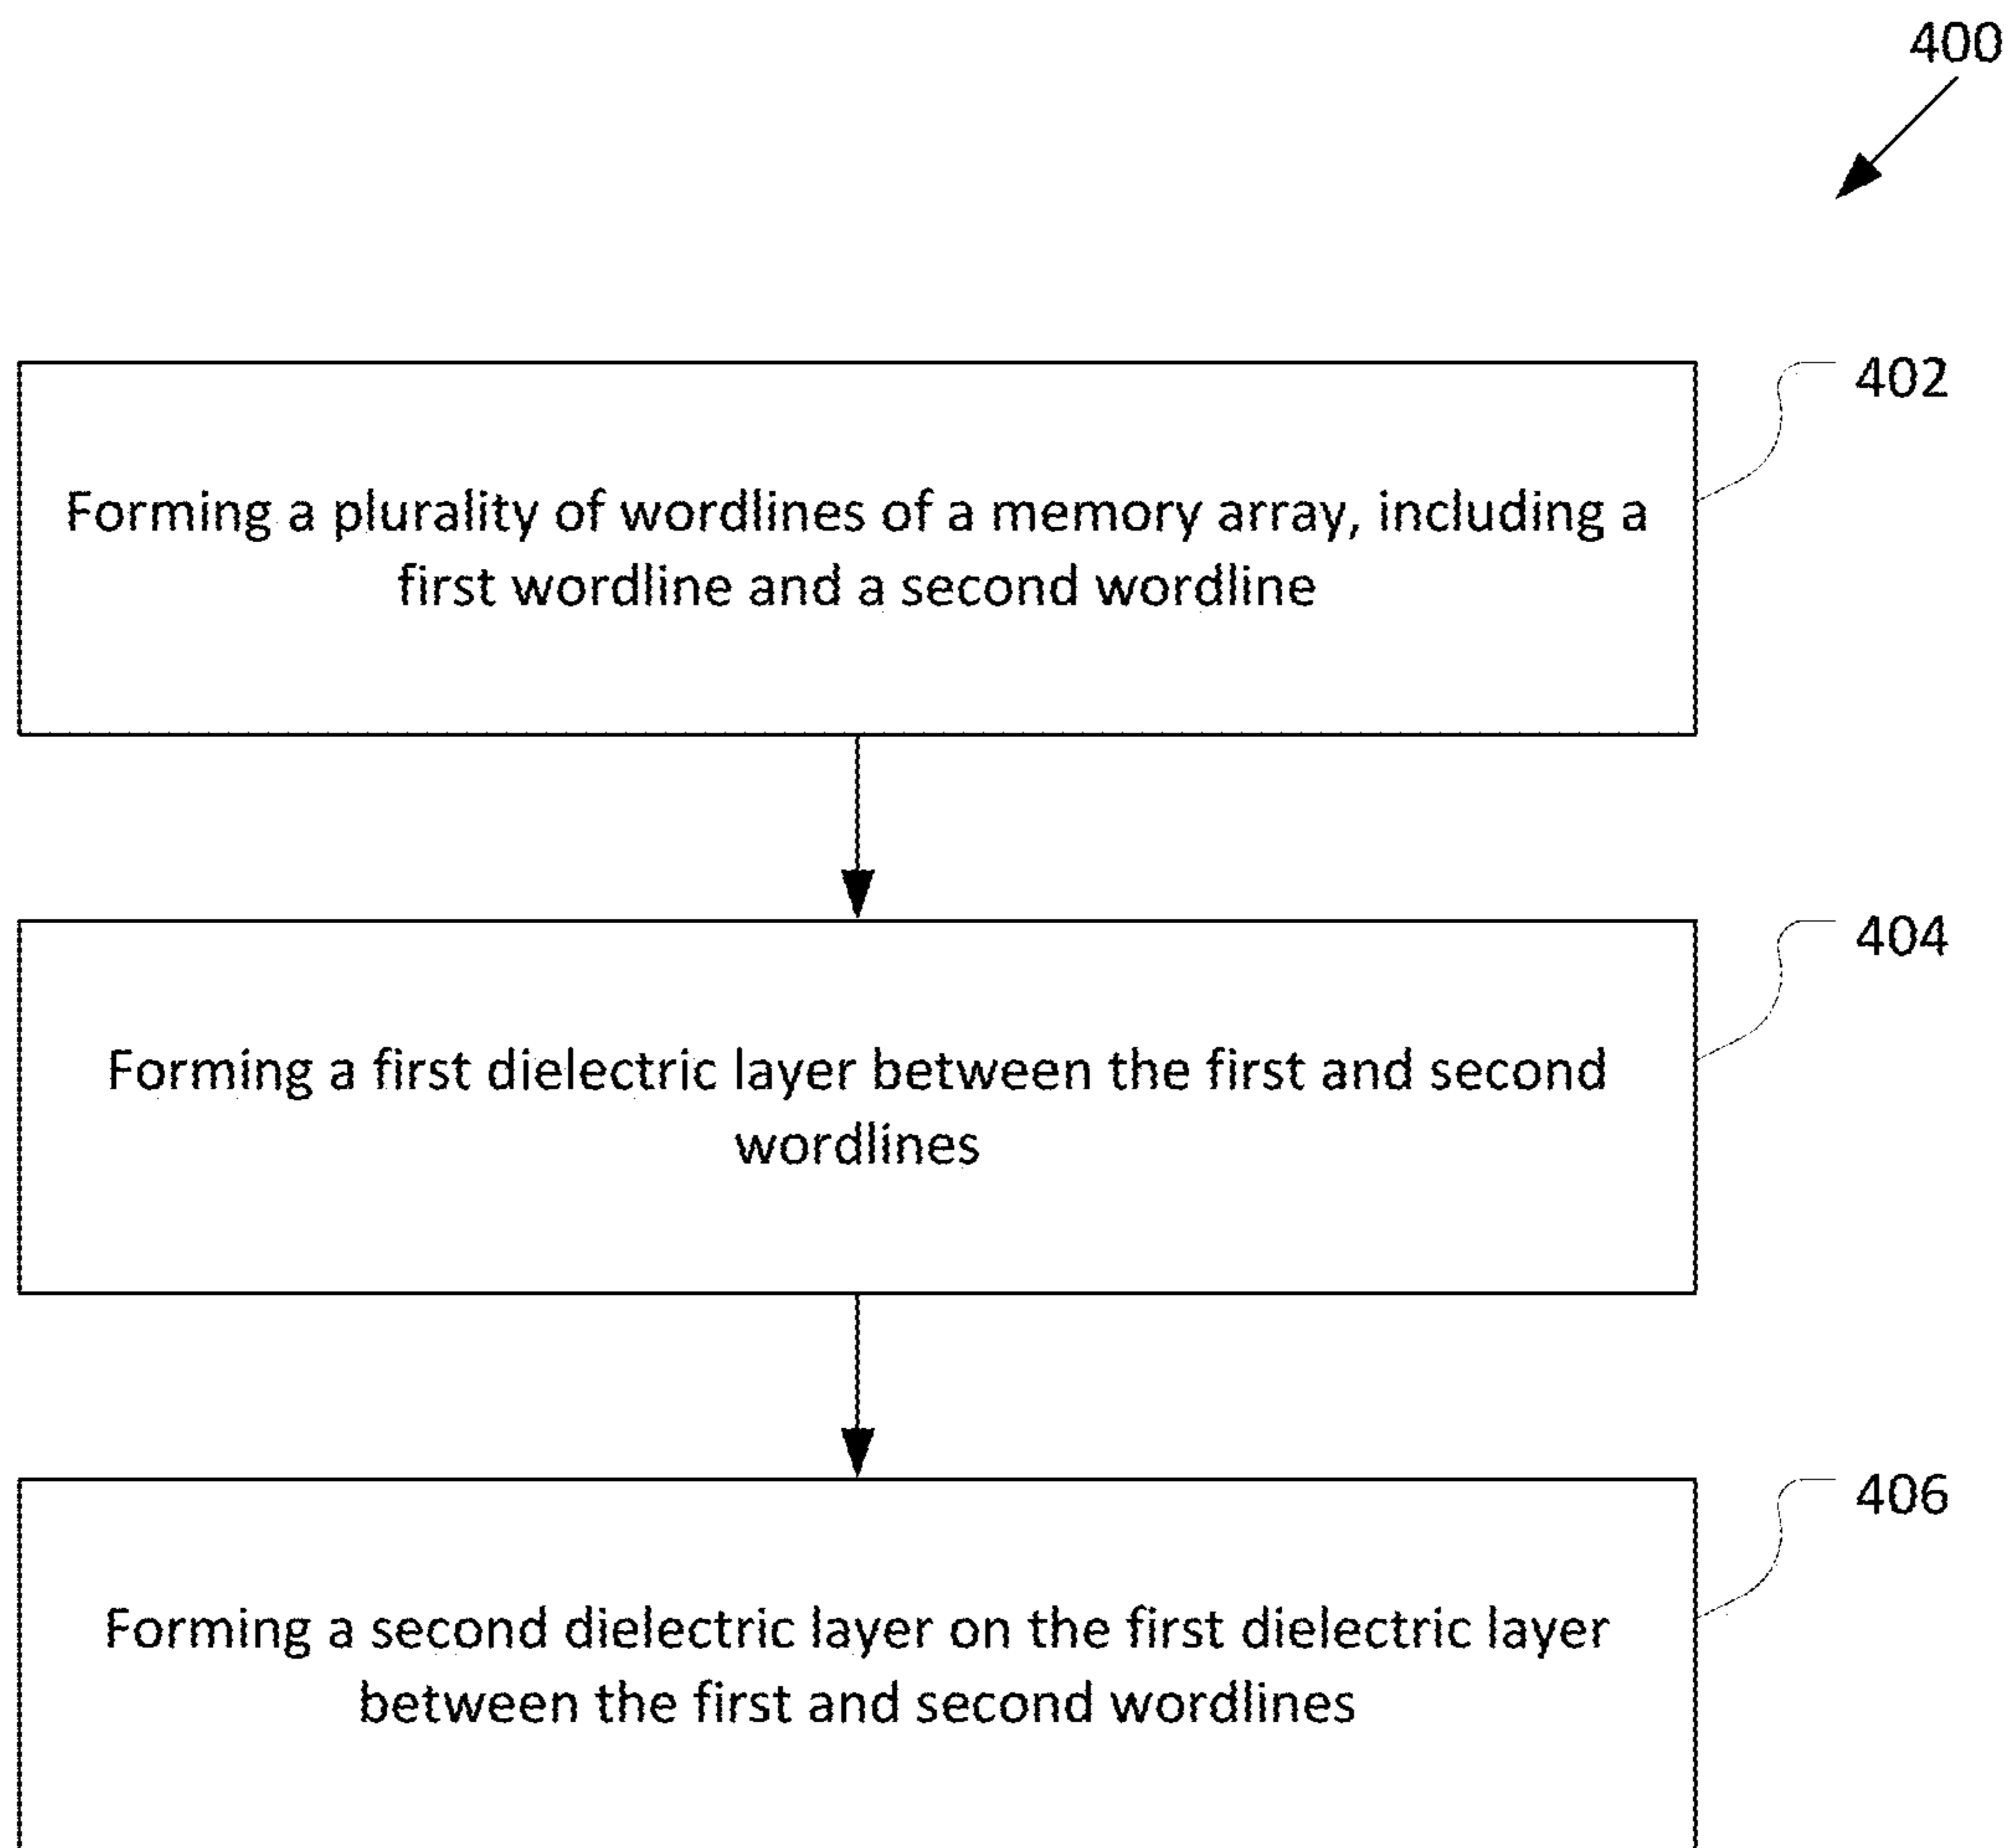 400
402
Forming a plurality of wordlines of a memory array, including a
first wordline and a second wordline
404
Forming a first dielectric layer between the first and second
wordlines
406
Forming a second dielectric layer on the first dielectric layer
between the first and second wordlines